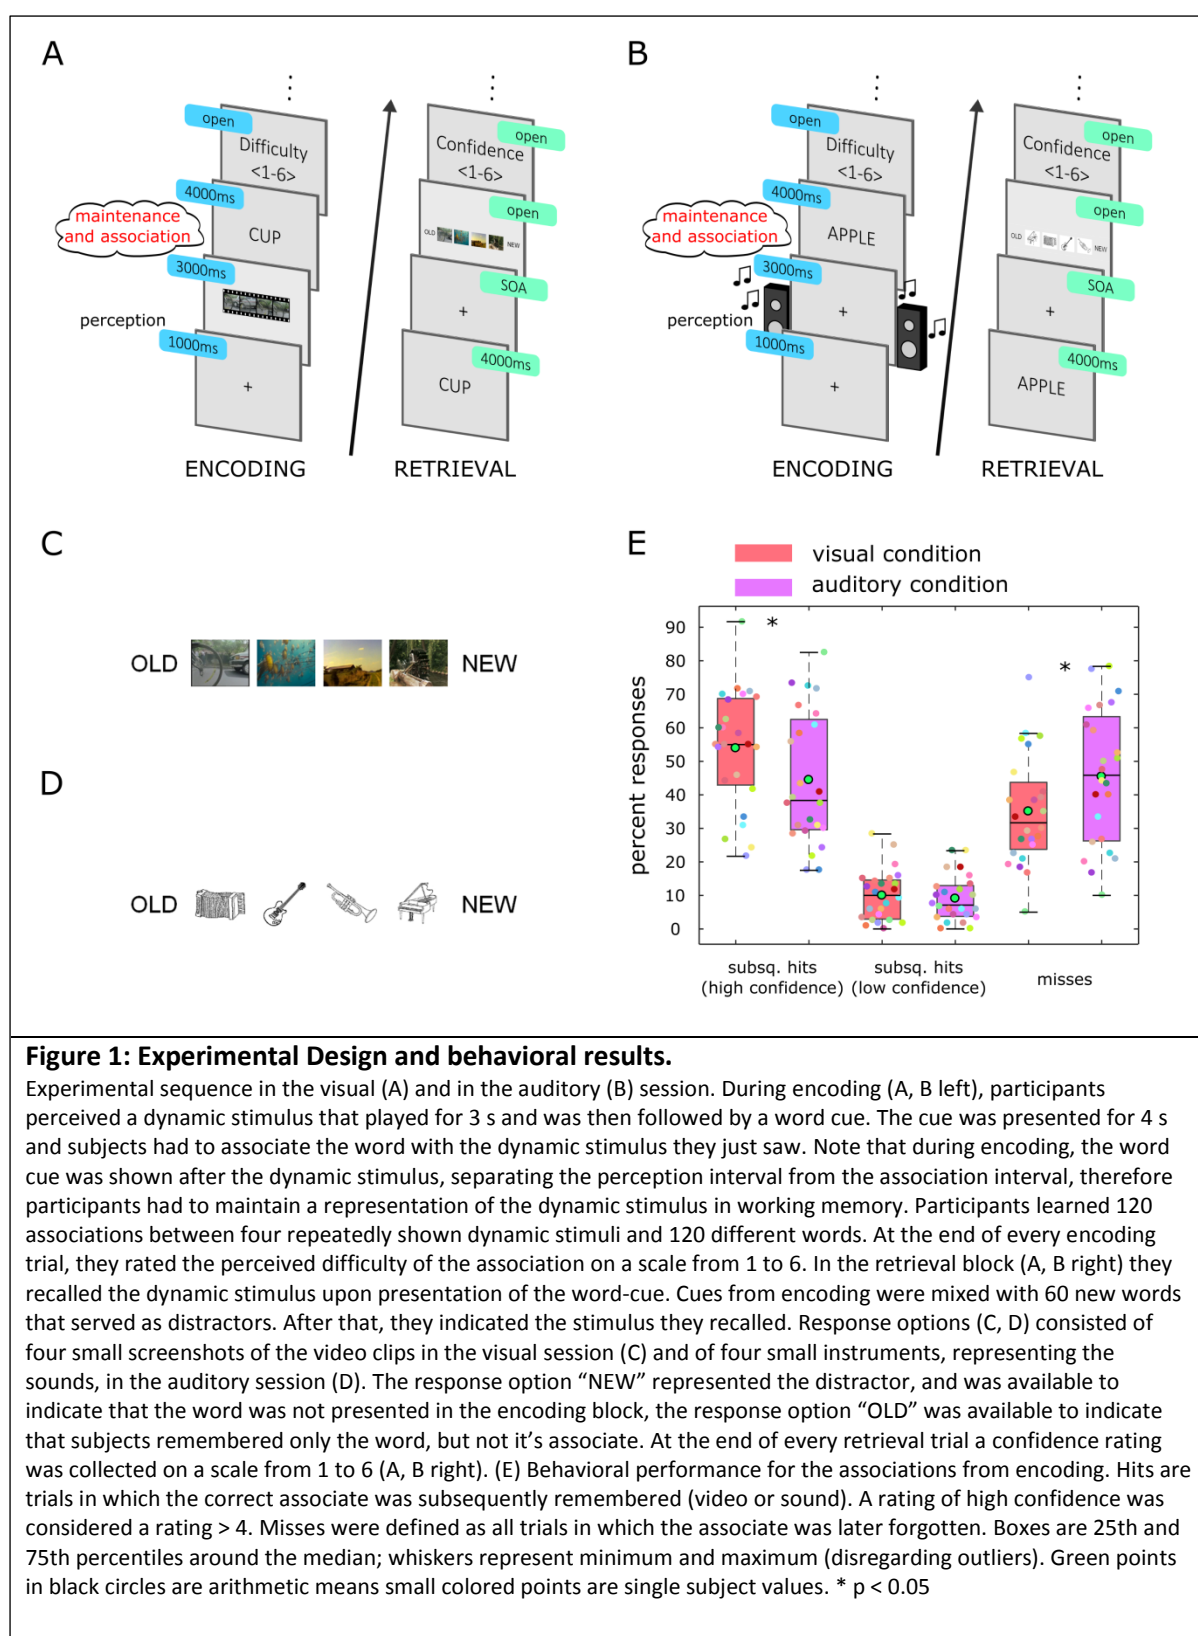 A
open
Difficulty
<1-6>
4000ms
maintenance
and association
CUP
3000ms
perception
1000ms
+
ENCODING
open
Confidence
<1-6>
open
OLD NEW
SOA
+
4000ms
CUP
RETRIEVAL
B
open
Difficulty
<1-6>
4000ms
maintenance
and association
APPLE
3000ms
+
perception
1000ms
+
ENCODING
open
Confidence
<1-6>
open
OLD NEW
SOA
+
4000ms
APPLE
RETRIEVAL
C
OLD NEW
D
OLD NEW
E
visual condition
auditory condition
percent responses
90
80
70
60
50
40
30
20
10
0
*
*
subsq. hits
(high confidence)
subsq. hits
(low confidence)
misses
Figure 1: Experimental Design and behavioral results.
Experimental sequence in the visual (A) and in the auditory (B) session. During encoding (A, B left), participants
perceived a dynamic stimulus that played for 3 s and was then followed by a word cue. The cue was presented for 4 s
and subjects had to associate the word with the dynamic stimulus they just saw. Note that during encoding, the word
cue was shown after the dynamic stimulus, separating the perception interval from the association interval, therefore
participants had to maintain a representation of the dynamic stimulus in working memory. Participants learned 120
associations between four repeatedly shown dynamic stimuli and 120 different words. At the end of every encoding
trial, they rated the perceived difficulty of the association on a scale from 1 to 6. In the retrieval block (A, B right) they
recalled the dynamic stimulus upon presentation of the word-cue. Cues from encoding were mixed with 60 new words
that served as distractors. After that, they indicated the stimulus they recalled. Response options (C, D) consisted of
four small screenshots of the video clips in the visual session (C) and of four small instruments, representing the
sounds, in the auditory session (D). The response option “NEW” represented the distractor, and was available to
indicate that the word was not presented in the encoding block, the response option “OLD” was available to indicate
that subjects remembered only the word, but not it’s associate. At the end of every retrieval trial a confidence rating
was collected on a scale from 1 to 6 (A, B right). (E) Behavioral performance for the associations from encoding. Hits are
trials in which the correct associate was subsequently remembered (video or sound). A rating of high confidence was
considered a rating > 4. Misses were defined as all trials in which the associate was later forgotten. Boxes are 25th and
75th percentiles around the median; whiskers represent minimum and maximum (disregarding outliers). Green points
in black circles are arithmetic means small colored points are single subject values. * p < 0.05